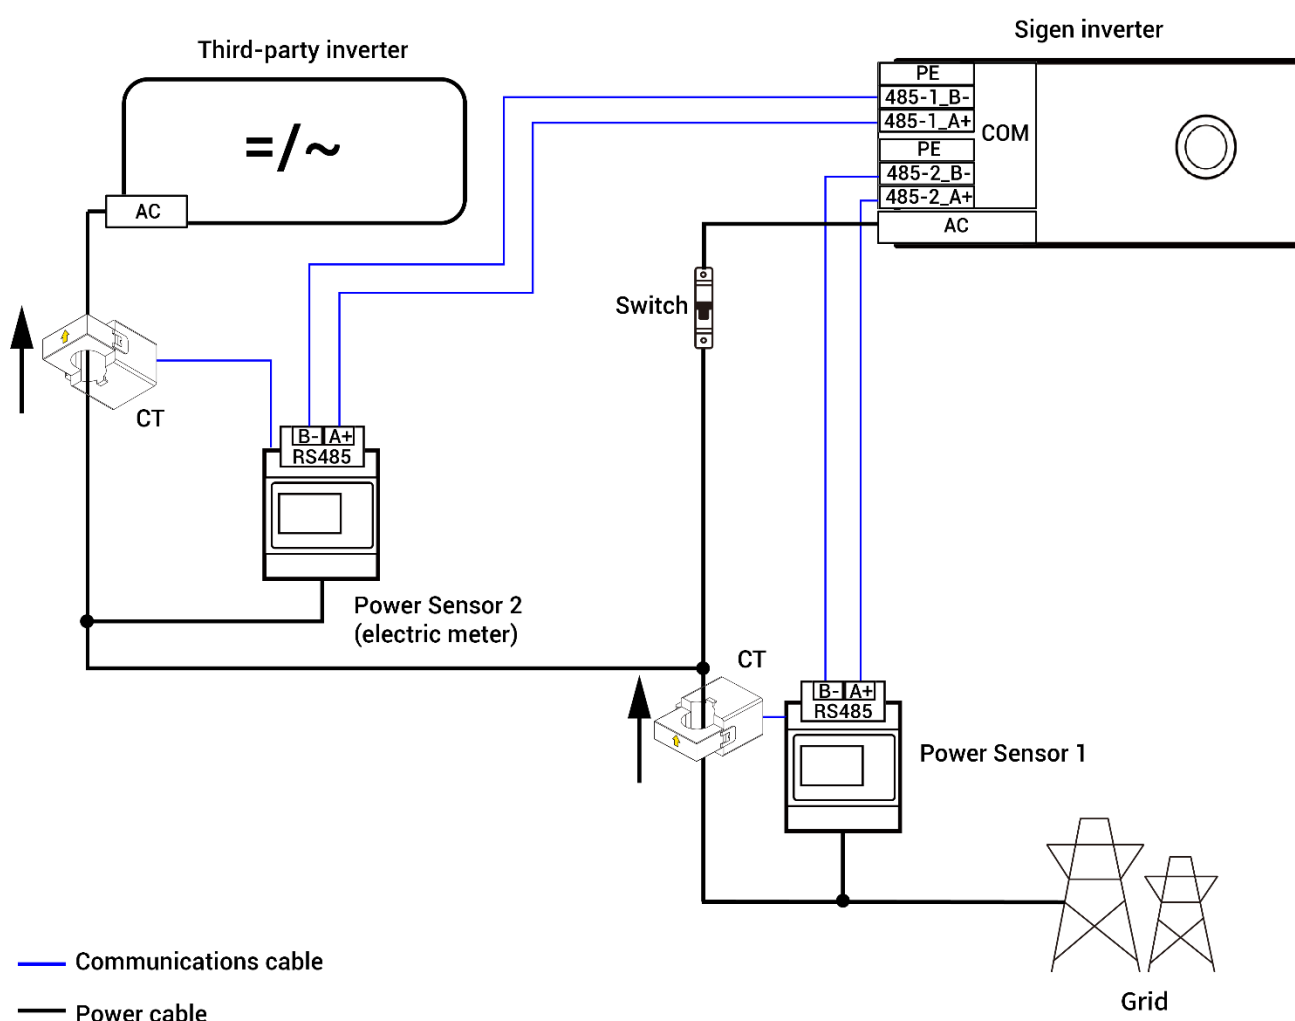 Sigen inverter
Third-party inverter
PE
485-1_B-
485-1_A+
COM
PE
485-2_B-
485-2_A+
AC
=/~
AC
Switch
CT
B- A+
RS485
Power Sensor 2
(electric meter)
CT
B- A+
RS485
Power Sensor 1
Communications cable
Power cable
Grid